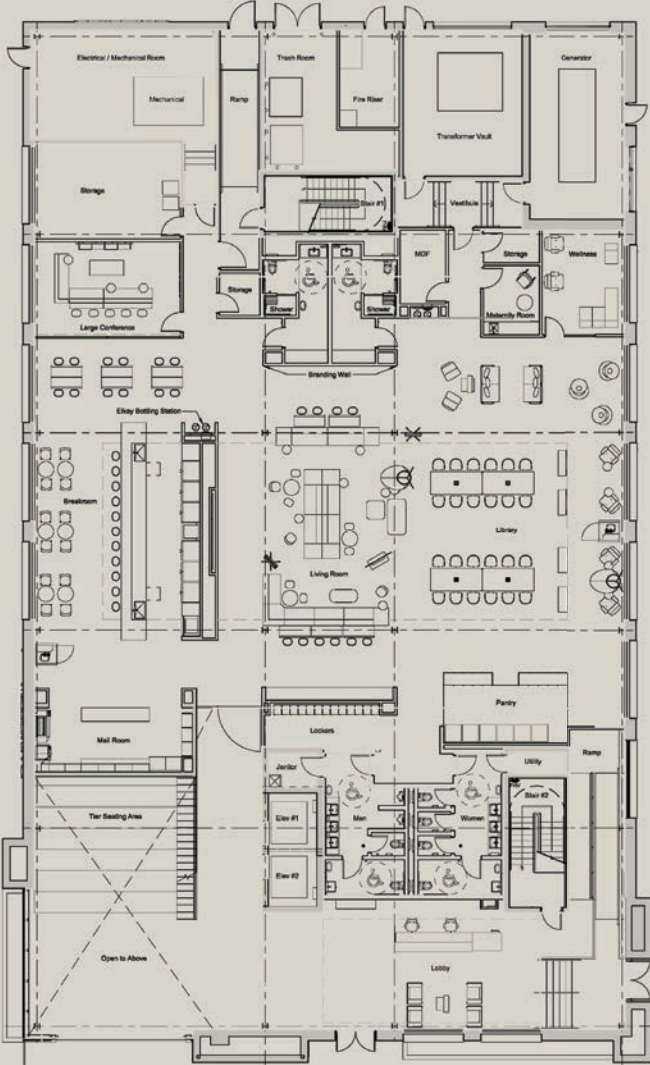 Electrical / Mechanical Room
Trash Room
Generator
Mechanical
Ramp
Fire Riser
Transformer Vault
Storage
Stair #1
Vestibule
MDF
Storage
Wellness
Storage
Shower
Shower
Maternity Room
Large Conference
Branding Wall
Elkay Bottling Station
Breakroom
Library
Living Room
Pantry
Lockers
Mail Room
Utility
Ramp
Janitor
Stair #2
Tier Seating Area
Elev #1
Men
Women
Elev #2
Open to Above
Lobby